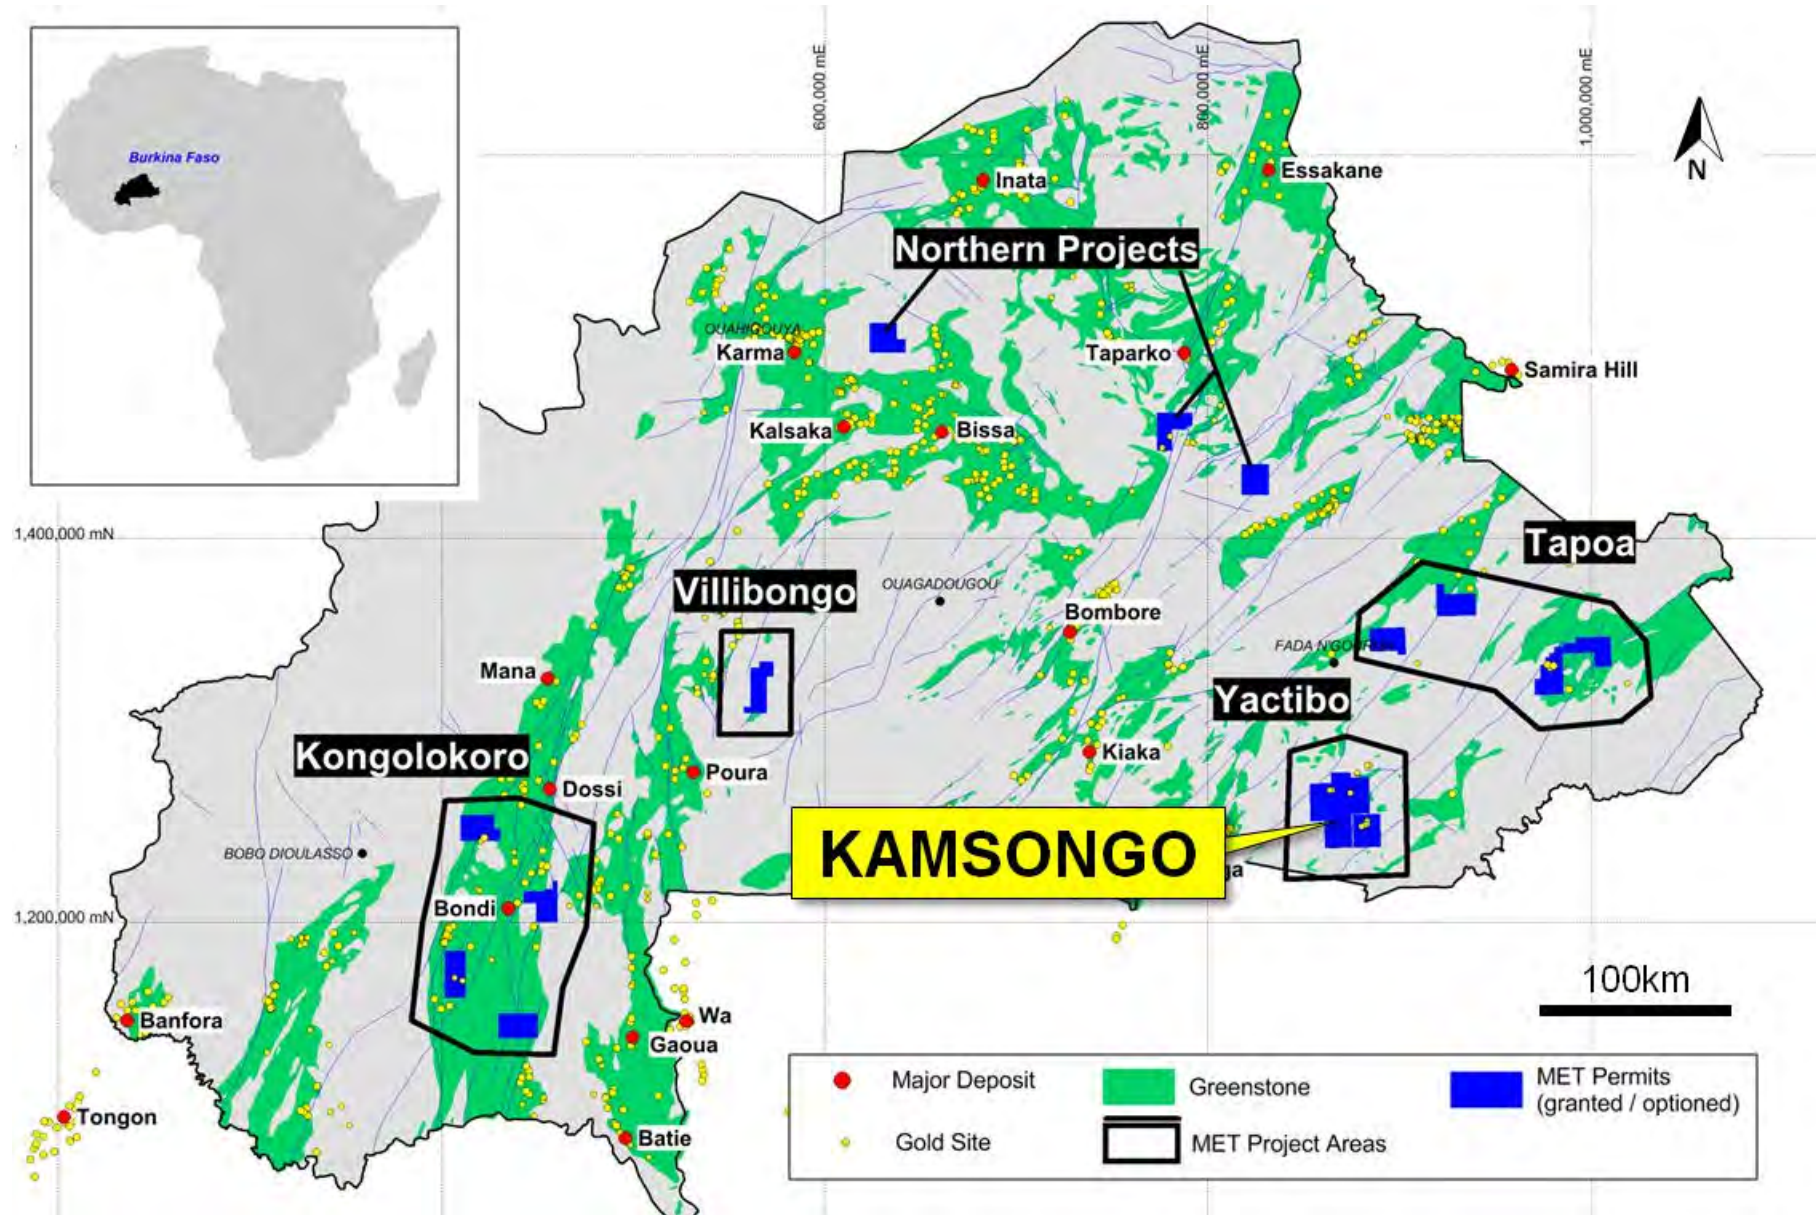 Burkina Faso
600,000 mE
800,000 mE
1,000,000 mE
N
Essakane
Inata
Northern Projects
OUAHIGOUYA
Karma
Taparko
Samira Hill
Kalsaka
Bissa
1,400,000 mN
Tapoa
Villibongo
OUAGADOUGOU
Bombore
FADA N'GOURMA
Mana
Yactibo
Kongolokoro
Kiaka
Poura
Dossi
KAMSONGO
BOBO DIOULASSO
ga
Bondi
1,200,000 mN
100km
Banfora
Wa
Gaoua
Tongon
Batie
Major Deposit
Greenstone
MET Permits
(granted / optioned)
Gold Site
MET Project Areas